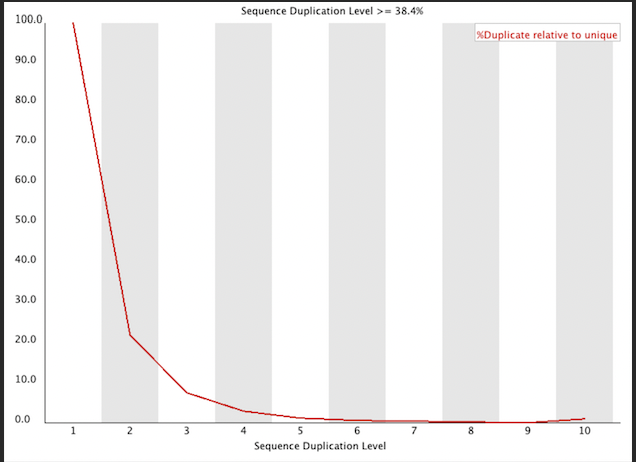 Sequence Duplication Level >= 38.4%
%Duplicate relative to unique
100.0
90.0
80.0
70.0
60.0
50.0
40.0
30.0
20.0
10.0
0.0
1 2 3 4 5 6 7 8 9 10
Sequence Duplication Level